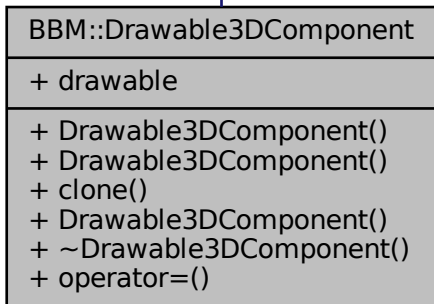 BBM::Drawable3DComponent
+ drawable
+ Drawable3DComponent()
+ Drawable3DComponent()
+ clone()
+ Drawable3DComponent()
+ ~Drawable3DComponent()
+ operator=()